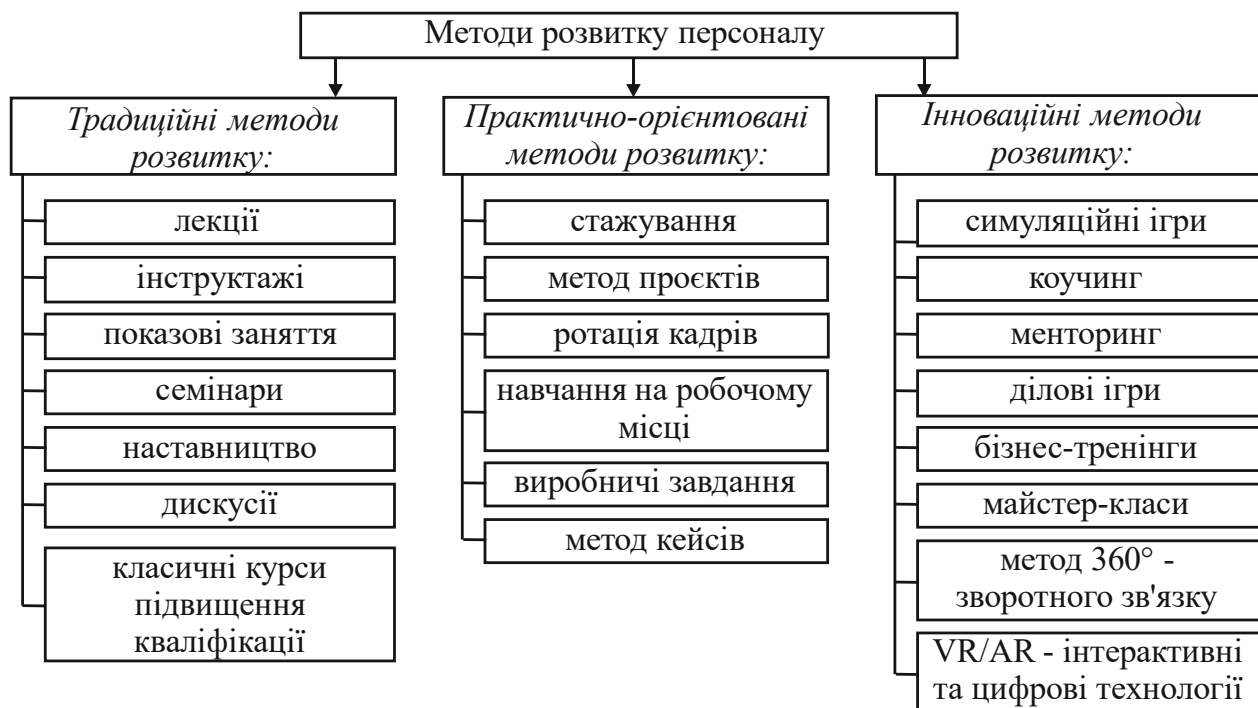 Методи розвитку персоналу
Традиційні методи
розвитку:
лекції
інструктажі
показові заняття
семінари
наставництво
дискусії
класичні курси
підвищення
кваліфікації
Практично-орієнтовані
методи розвитку:
стажування
метод проєктів
ротація кадрів
навчання на робочому
місці
виробничі завдання
метод кейсів
Інноваційні методи
розвитку:
симуляційні ігри
коучинг
менторинг
ділові ігри
бізнес-тренінги
майстер-класи
метод 360° -
зворотного зв'язку
VR/AR - інтерактивні
та цифрові технології